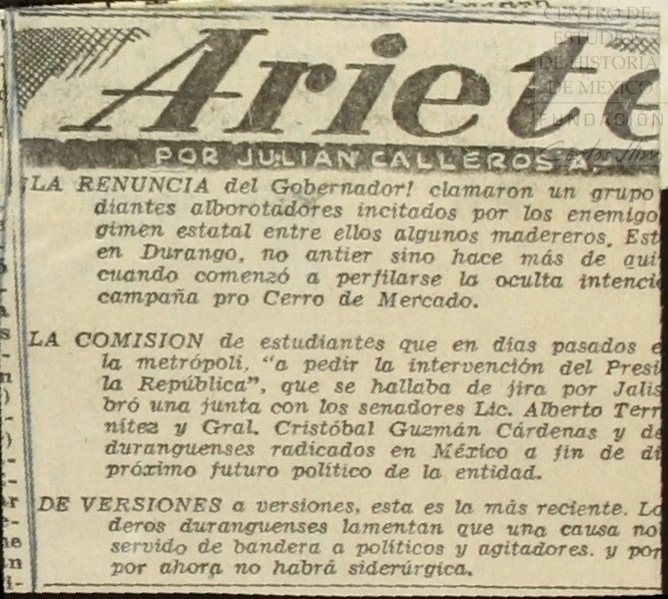 CENTRO DE
ESTUDIOS
DE HISTORIA
DE MEXICO
FUNDACIÓN
Carlos Slim
Ariete
POR JULIÁN CALLEROS A.
¡LA RENUNCIA del Gobernador! clamaron un grupo
diantes alborotadores incitados por los enemigo
gimen estatal entre ellos algunos madereros. Est
en Durango, no antier sino hace más de qui
cuando comenzó a perfilarse la oculta intenci
campaña pro Cerro de Mercado.
LA COMISION de estudiantes que en días pasados e
la metrópoli, "a pedir la intervención del Presi
la República", que se hallaba de jira por Jalis
bró una junta con los senadores Lic. Alberto Terr
nítez y Gral. Cristóbal Guzmán Cárdenas y de
duranguenses radicados en México a fin de di
próximo futuro político de la entidad.
DE VERSIONES a versiones, esta es la más reciente. Lo
deros duranguenses lamentan que una causa no
servido de bandera a políticos y agitadores. y por
por ahora no habrá siderúrgica.